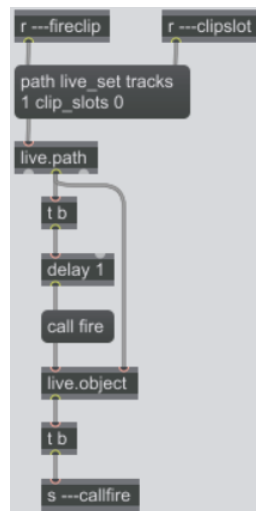 r ---fireclip
r ---clipslot
path live_set tracks
1 clip_slots 0
live.path
t b
delay 1
call fire
live.object
t b
s ---callfire